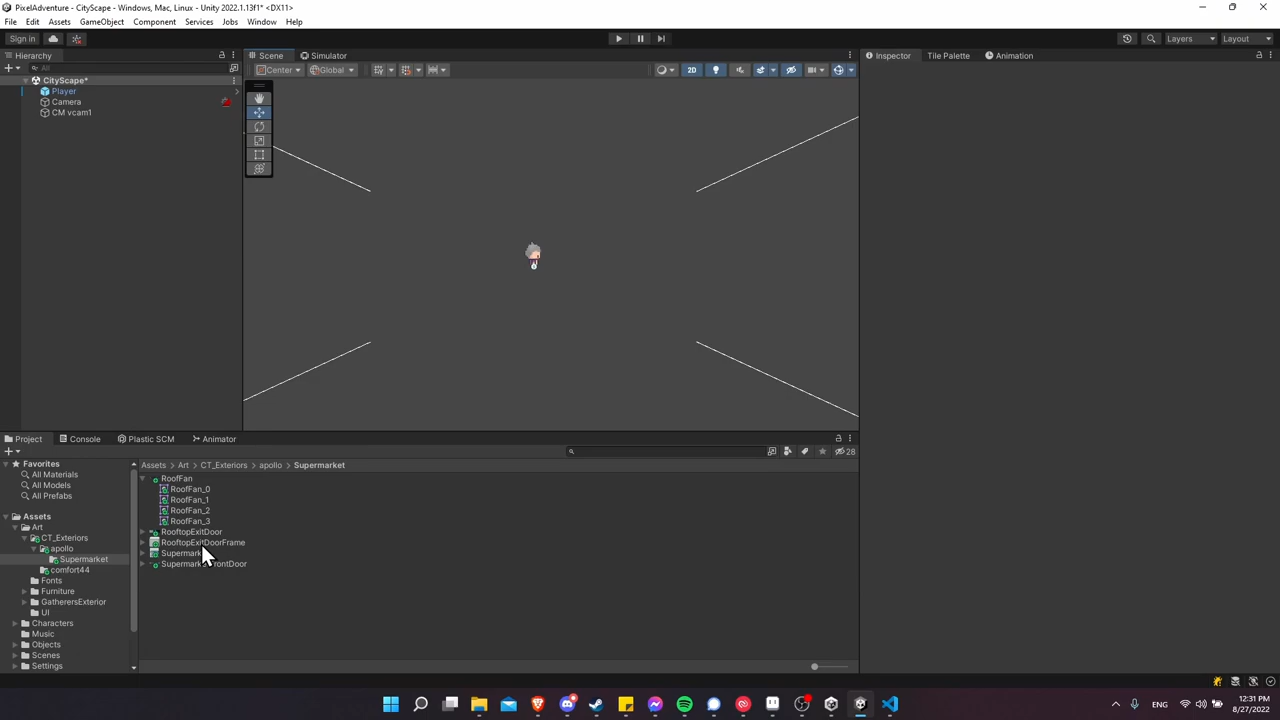 PixelAdventure - CityScape - Windows, Mac, Linux - Unity 2022.1.13f1* <DX11>
File Edit Assets GameObject Component Services Jobs Window Help
Sign in Layers Layout
Hierarchy Scene Simulator Inspector Tile Palette Animation
All Center Global 2D
CityScape*
Player
Camera
CM vcam1
Project Console Plastic SCM Animator
28
Favorites
All Materials
All Models
All Prefabs
Assets
Art
CT_Exteriors
apollo
Supermarket
comfort44
Fonts
Furniture
GatherersExterior
UI
Characters
Music
Objects
Scenes
Settings
Assets Art CT_Exteriors apollo Supermarket
RoofFan
RoofFan_0
RoofFan_1
RoofFan_2
RoofFan_3
RooftopExitDoor
RooftopExitDoorFrame
ENG
12:31 PM
8/27/2022